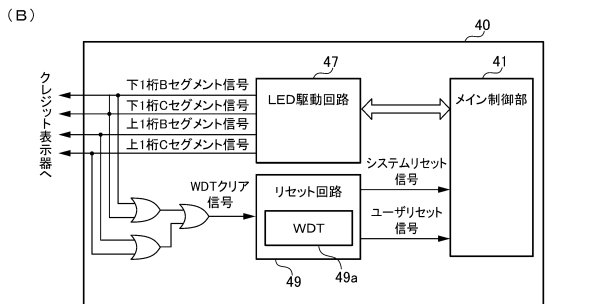 (B)
40
クレジット表示器へ
下1桁Bセグメント信号
下1桁Cセグメント信号
上1桁Bセグメント信号
上1桁Cセグメント信号
47
LED駆動回路
41
メイン制御部
システムリセット
信号
ユーザリセット
信号
WDTクリア
信号
リセット回路
WDT
49
49a